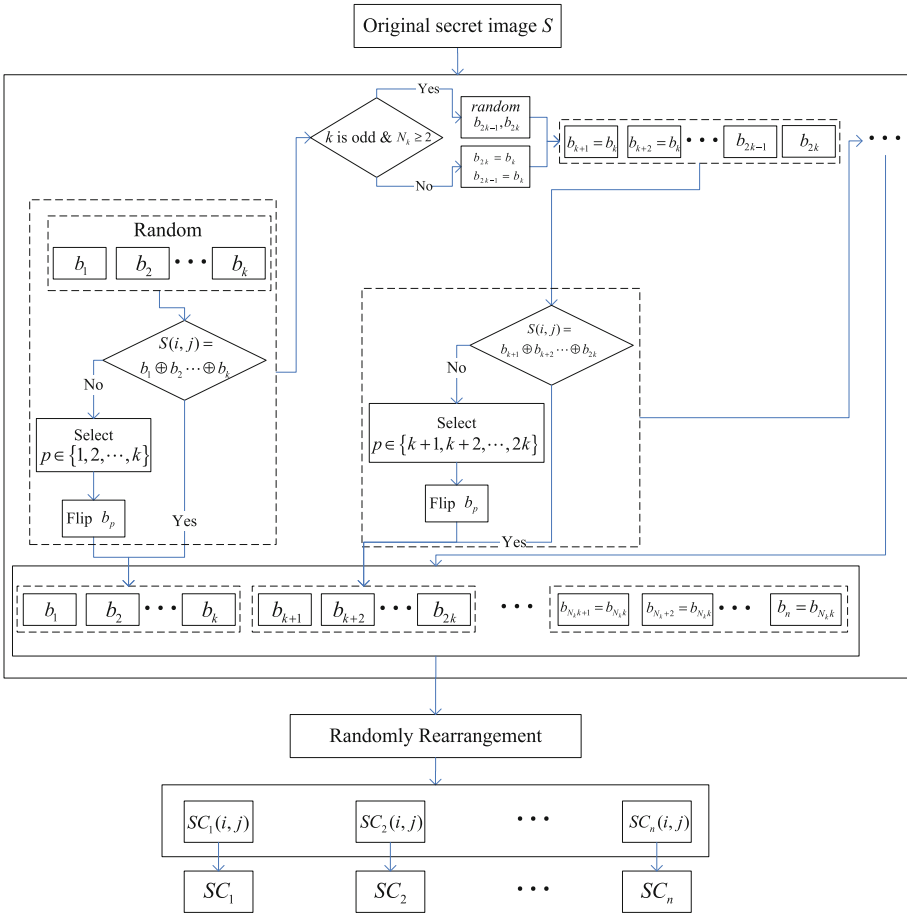 Original secret image S
Yes
k is odd & N_k ≥ 2
random
b_{2k-1}, b_{2k}
b_{2k} = b_k
b_{2k-1} = b_k
No
b_{k+1} = b_k b_{k+2} = b_k ··· b_{2k-1} b_{2k}
···
Random
b_1 b_2 ··· b_k
S(i, j) =
b_1 ⊕ b_2 ··· ⊕ b_k
No
Select
p ∈ {1, 2, ···, k}
Flip b_p
Yes
S(i, j) =
b_{k+1} ⊕ b_{k+2} ··· ⊕ b_{2k}
No
Select
p ∈ {k+1, k+2, ···, 2k}
Flip b_p
Yes
b_1 b_2 ··· b_k b_{k+1} b_{k+2} ··· b_{2k} ··· b_{N_k k+1} = b_{N_k k} b_{N_k+2} = b_{N_k k} ··· b_n = b_{N_k k}
Randomly Rearrangement
SC_1(i, j) SC_2(i, j) ··· SC_n(i, j)
SC_1 SC_2 ··· SC_n